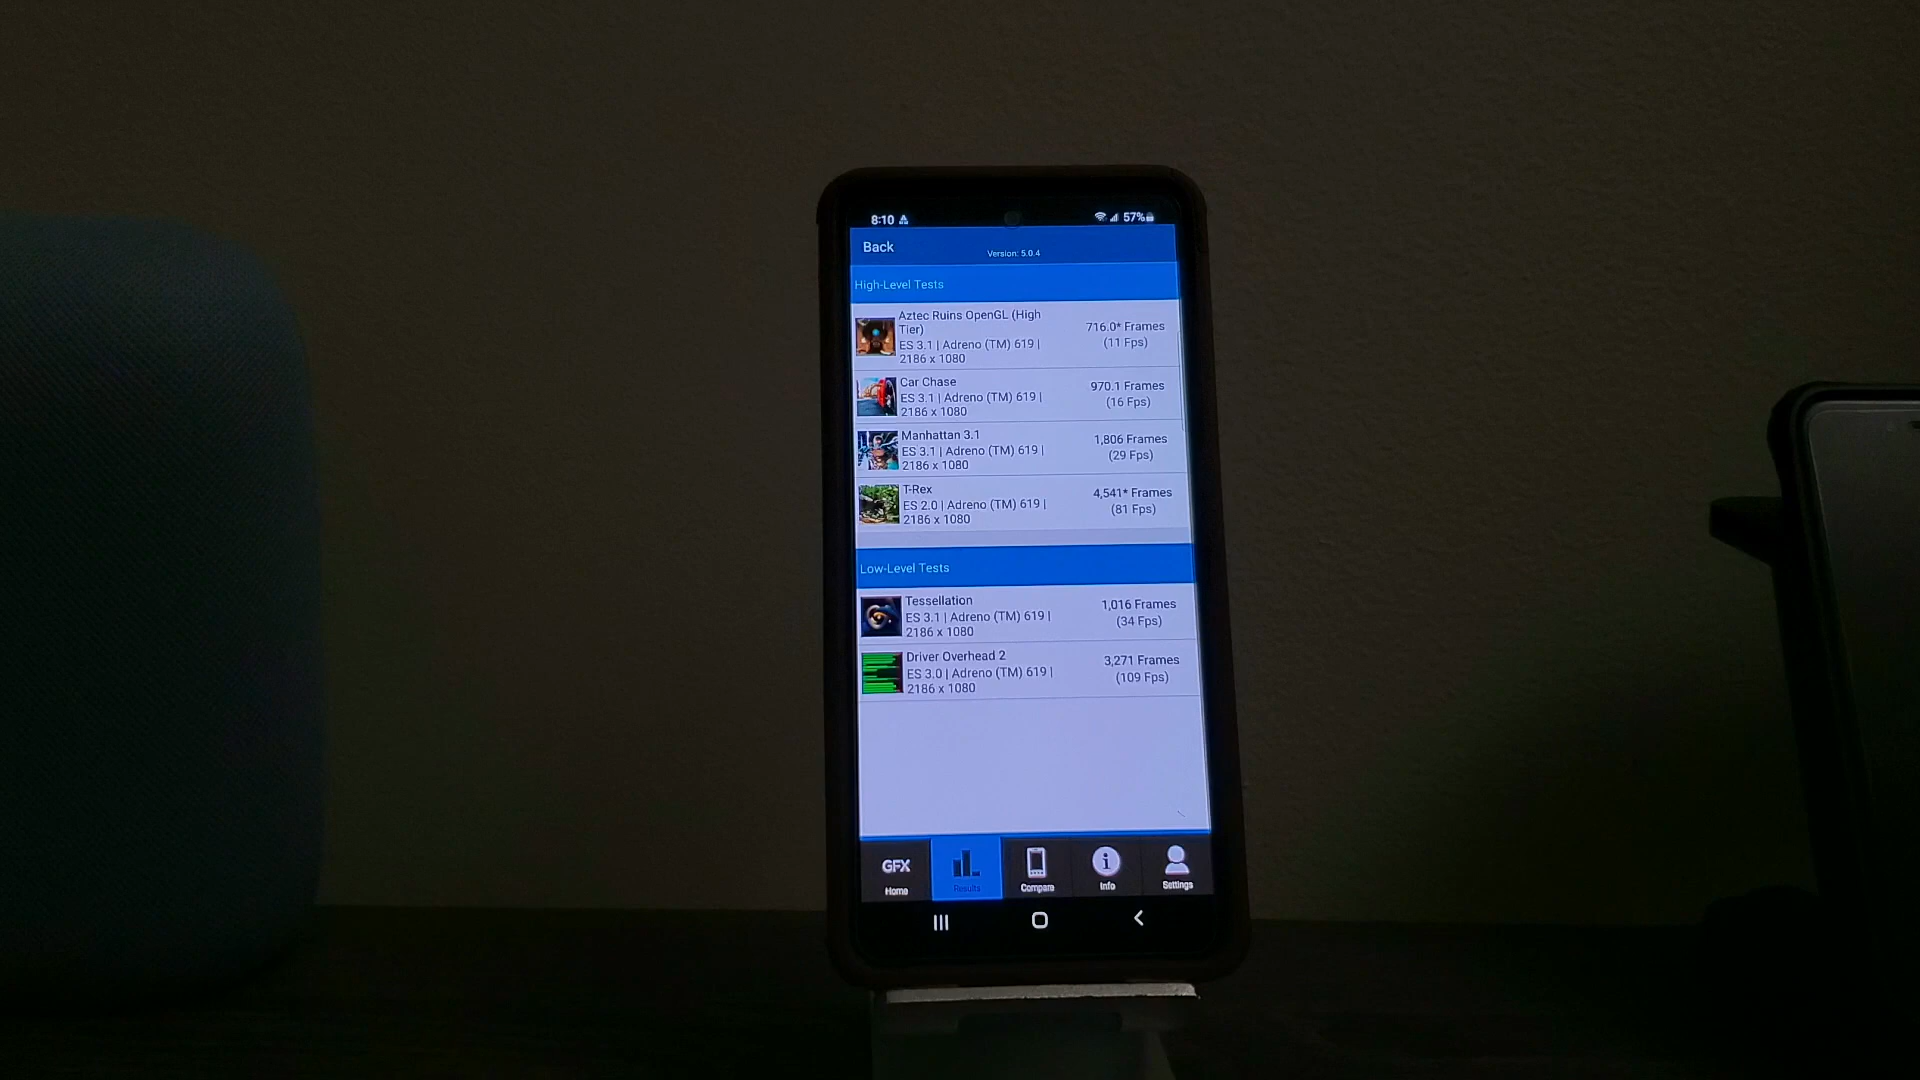 8:10 57%
Back
Version: 5.0.4
High-Level Tests
Aztec Ruins OpenGL (High
Tier)
ES 3.1 | Adreno (TM) 619 |
2186 x 1080
716.0* Frames
(11 Fps)
Car Chase
ES 3.1 | Adreno (TM) 619 |
2186 x 1080
970.1 Frames
(16 Fps)
Manhattan 3.1
ES 3.1 | Adreno (TM) 619 |
2186 x 1080
1,806 Frames
(29 Fps)
T-Rex
ES 2.0 | Adreno (TM) 619 |
2186 x 1080
4,541* Frames
(81 Fps)
Low-Level Tests
Tessellation
ES 3.1 | Adreno (TM) 619 |
2186 x 1080
1,016 Frames
(34 Fps)
Driver Overhead 2
ES 3.0 | Adreno (TM) 619 |
2186 x 1080
3,271 Frames
(109 Fps)
GFX
Home Results Compare Info Settings